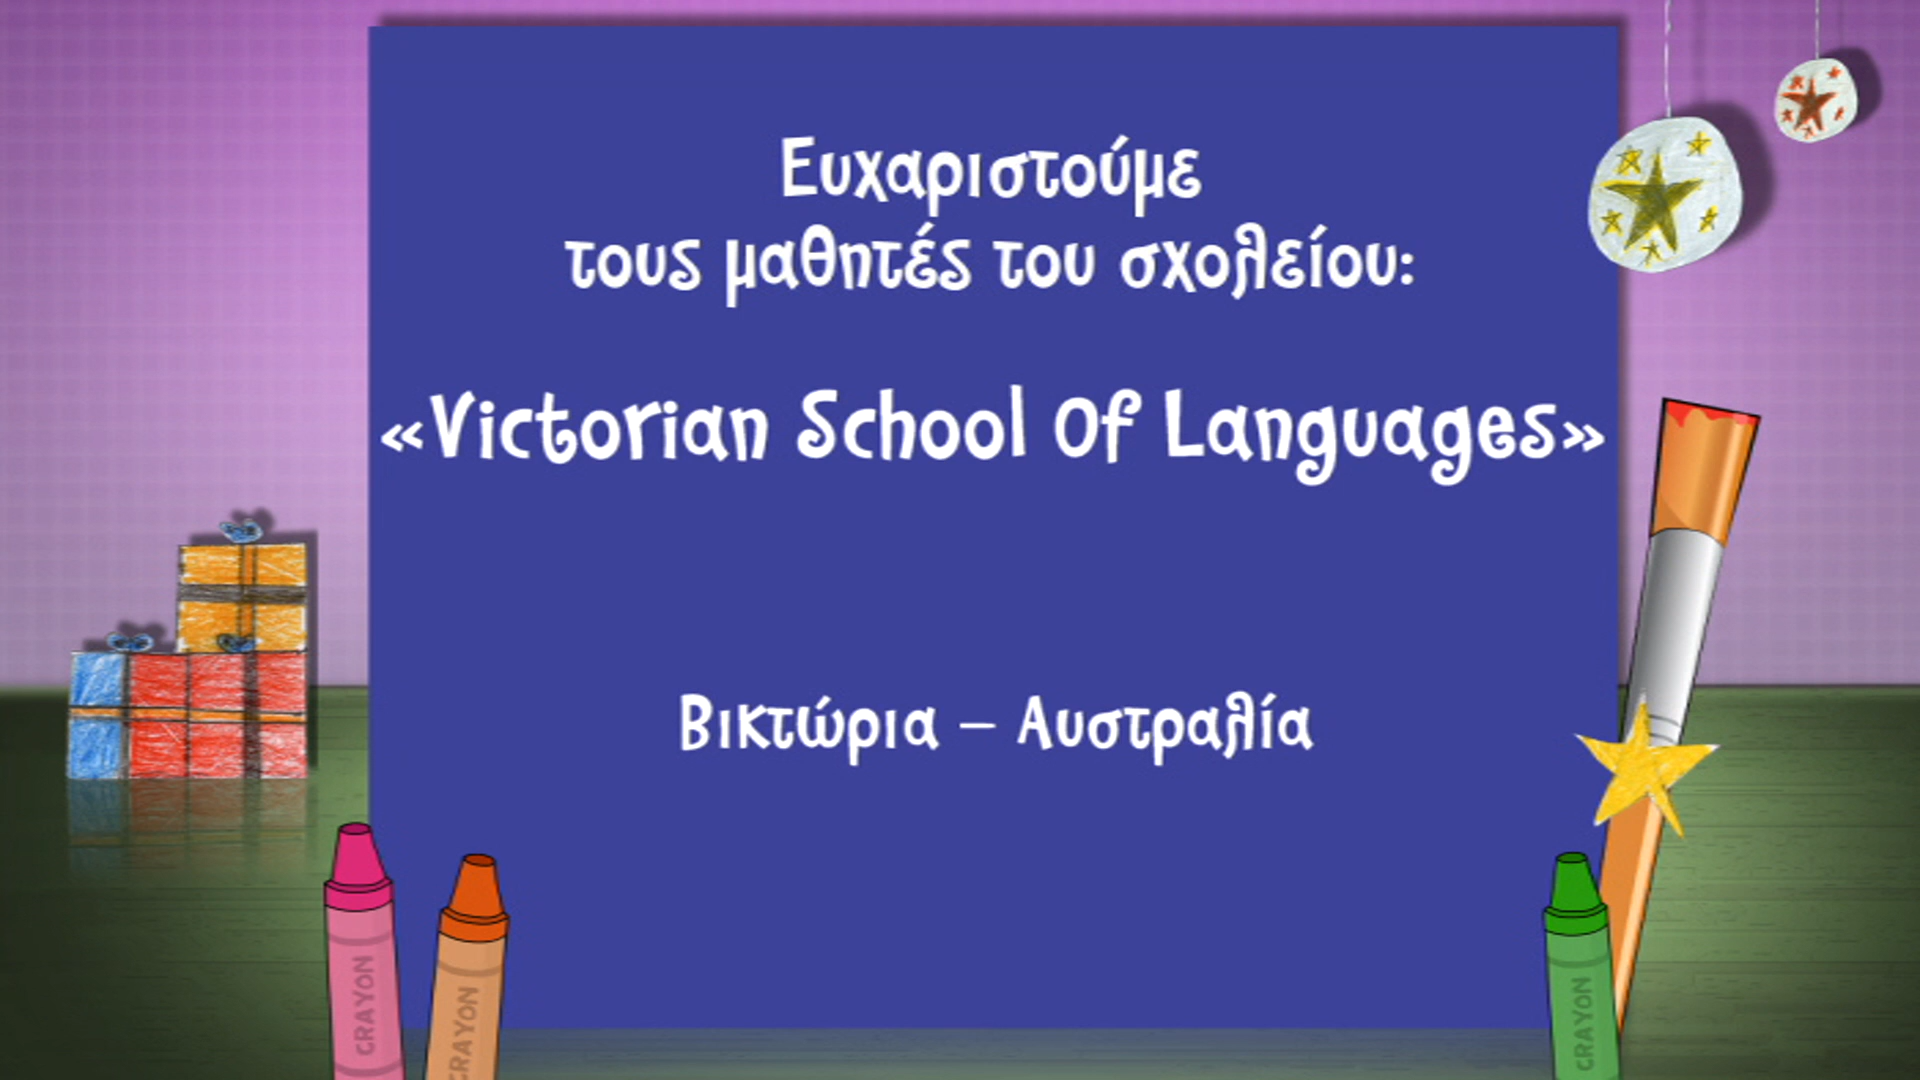 Ευχαριστούμε
τους μαθητές του σχολείου:
«Victorian School Of Languages»
Βικτώρια – Αυστραλία
CRAYON
CRAYON
CRAYON